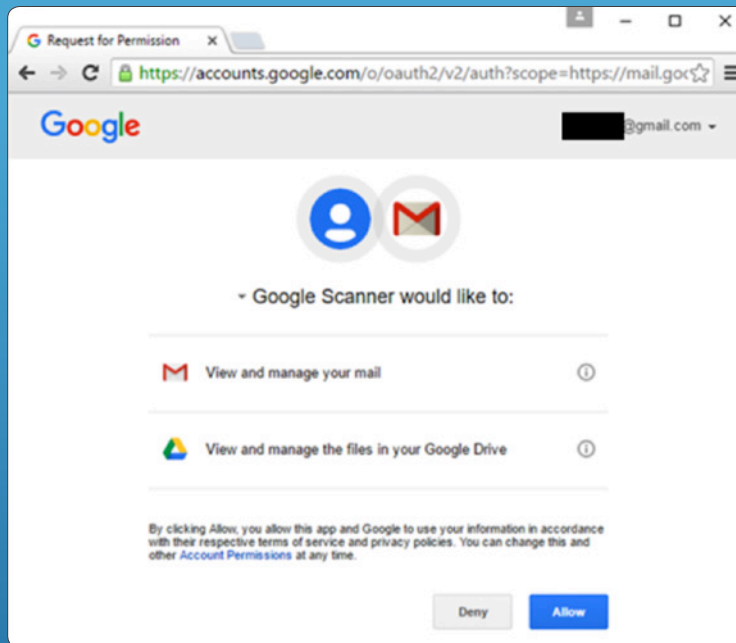 Request for Permission
https://accounts.google.com/o/oauth2/v2/auth?scope=https://mail.goo
Google
@gmail.com
Google Scanner would like to:
View and manage your mail
View and manage the files in your Google Drive
By clicking Allow, you allow this app and Google to use your information in accordance
with their respective terms of service and privacy policies. You can change this and
other Account Permissions at any time.
Deny
Allow